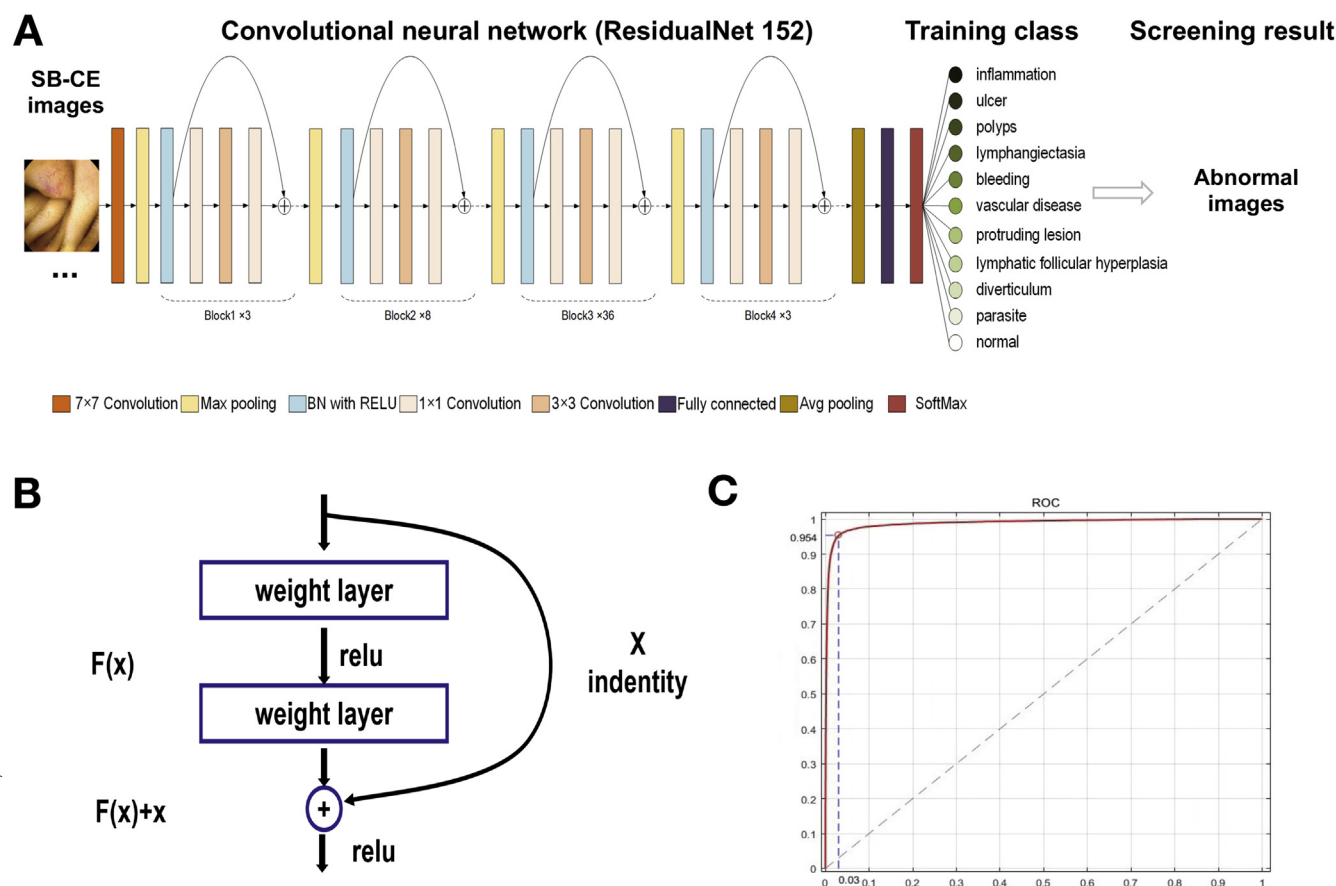 A
Convolutional neural network (ResidualNet 152)
Training class
Screening result
SB-CE
images
...
inflammation
ulcer
polyps
lymphangiectasia
bleeding
vascular disease
protruding lesion
lymphatic follicular hyperplasia
diverticulum
parasite
normal
Abnormal
images
+
+
+
+
Block1 ×3
Block2 ×8
Block3 ×36
Block4 ×3
7×7 Convolution
Max pooling
BN with RELU
1×1 Convolution
3×3 Convolution
Fully connected
Avg pooling
SoftMax
B
weight layer
F(x)
relu
X
indentity
weight layer
F(x)+x
+
relu
C
ROC
1
0.954
0.9
0.8
0.7
0.6
0.5
0.4
0.3
0.2
0.1
0
0 0.03 0.1 0.2 0.3 0.4 0.5 0.6 0.7 0.8 0.9 1